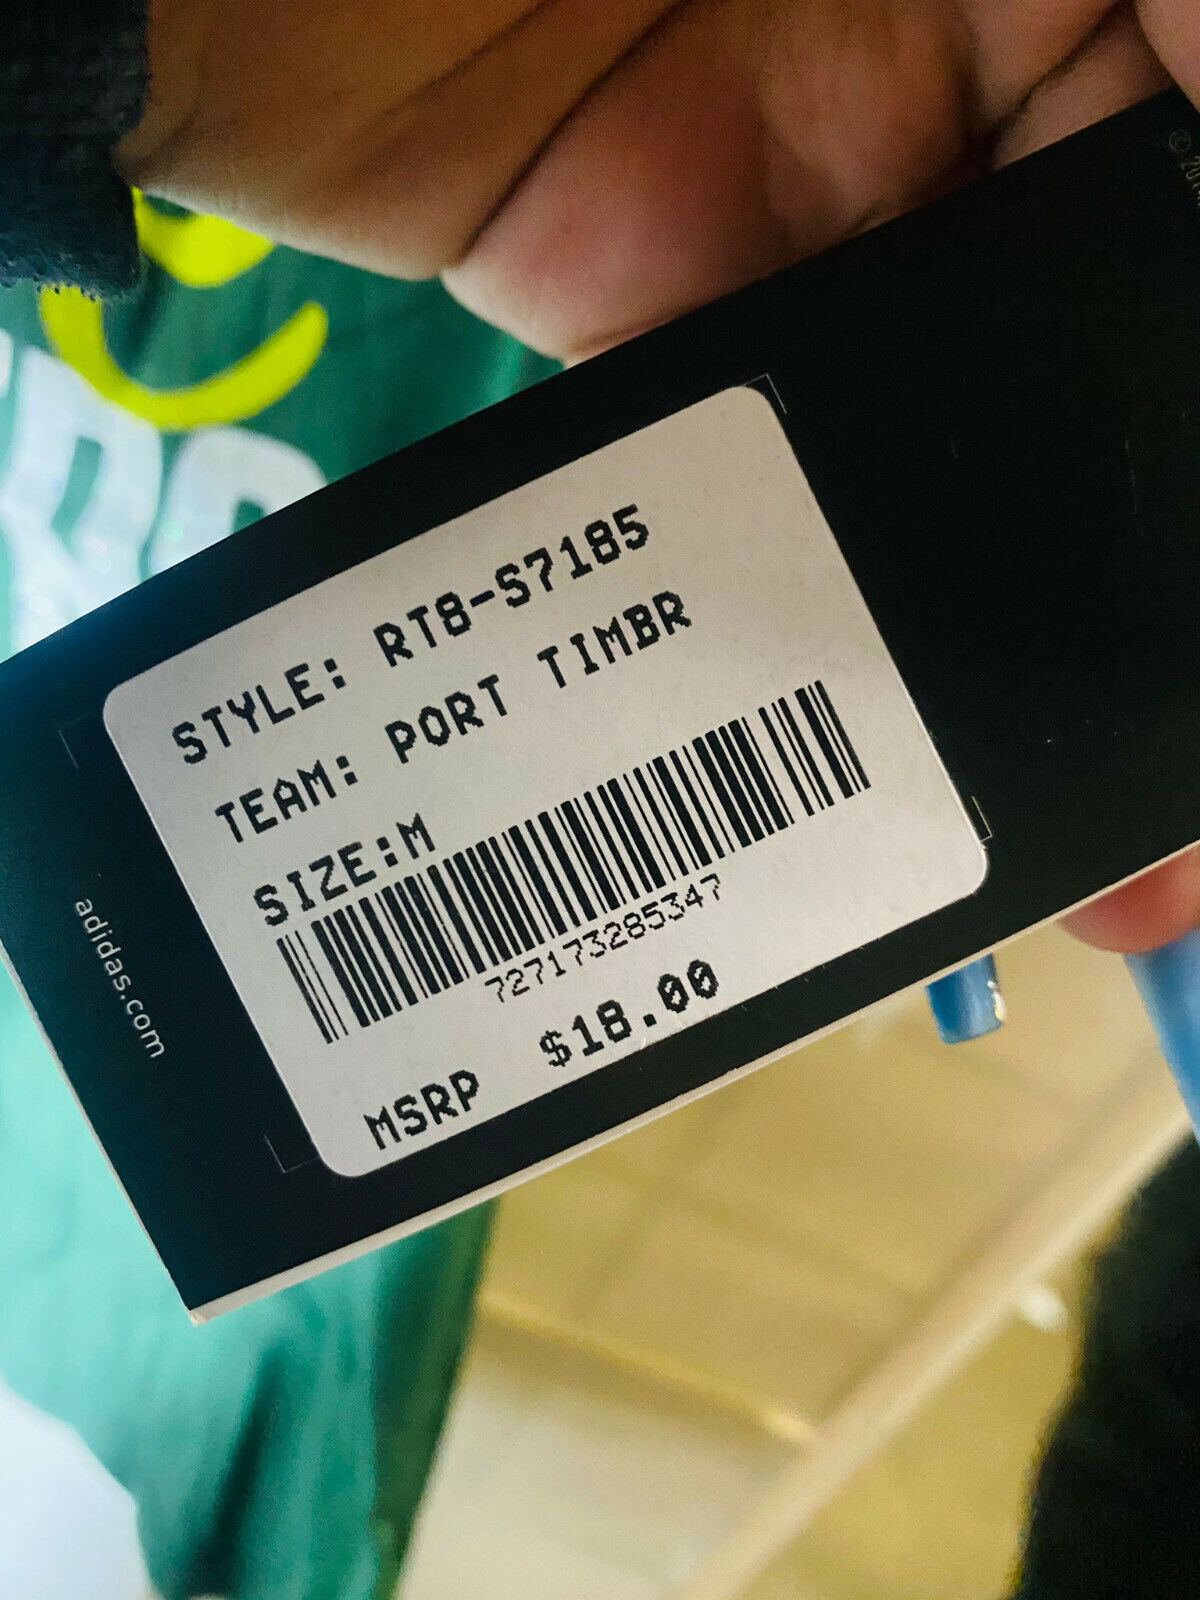 STYLE: RT8-S7185
TEAM: PORT TIMBR
SIZE:M
727173285347
MSRP $18.00
adidas.com